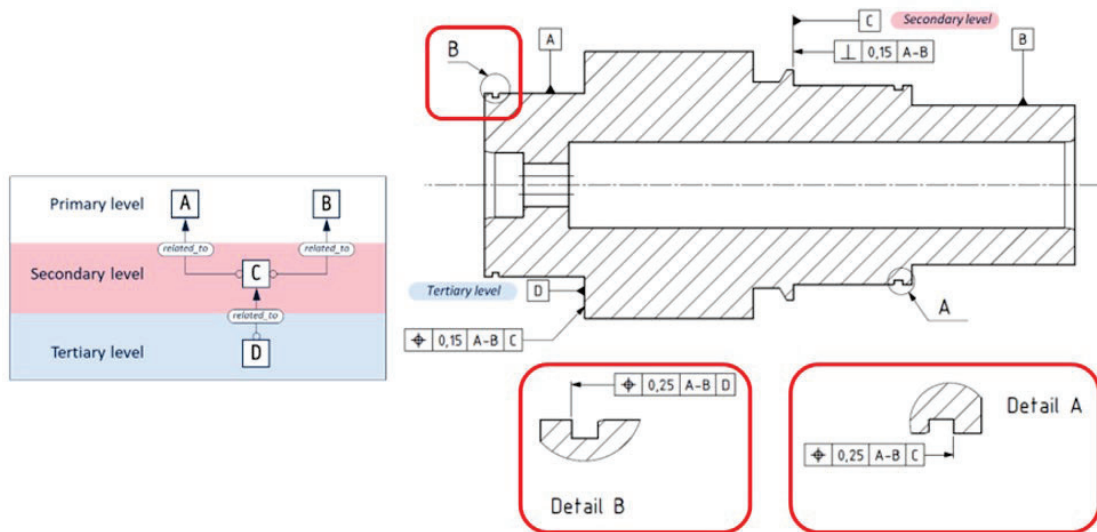 Primary level
A
B
related_to
related_to
Secondary level
C
related_to
Tertiary level
D
B
A
C Secondary level
⊥ 0,15 A-B
B
Tertiary level D
⌖ 0,15 A-B C
A
⌖ 0,25 A-B D
Detail B
Detail A
⌖ 0,25 A-B C